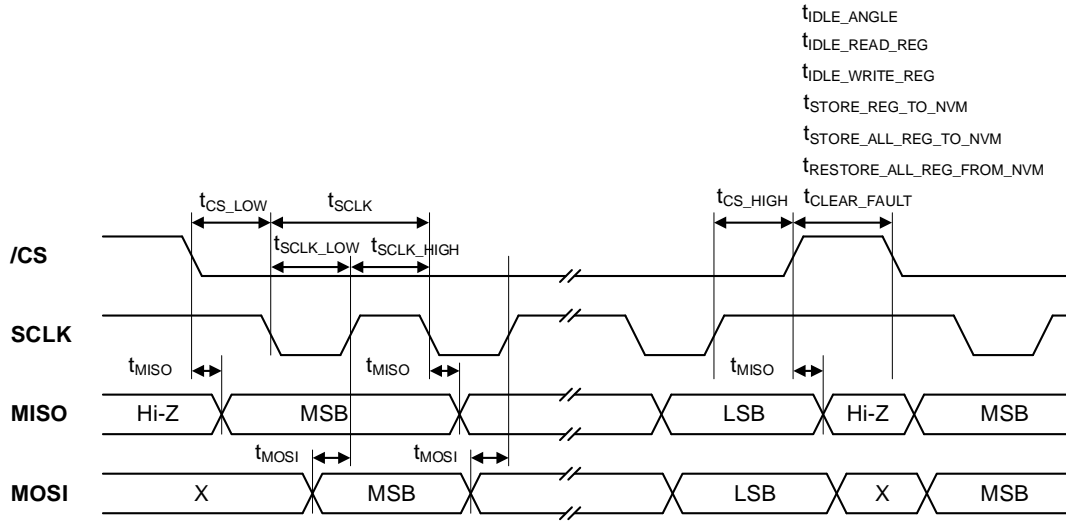 tIDLE_ANGLE
tIDLE_READ_REG
tIDLE_WRITE_REG
tSTORE_REG_TO_NVM
tSTORE_ALL_REG_TO_NVM
tRESTORE_ALL_REG_FROM_NVM
tCS_LOW tSCLK tCS_HIGH tCLEAR_FAULT
/CS tSCLK_LOW tSCLK_HIGH
SCLK
tMISO tMISO tMISO
MISO Hi-Z MSB LSB Hi-Z MSB
tMOSI tMOSI
MOSI X MSB LSB X MSB